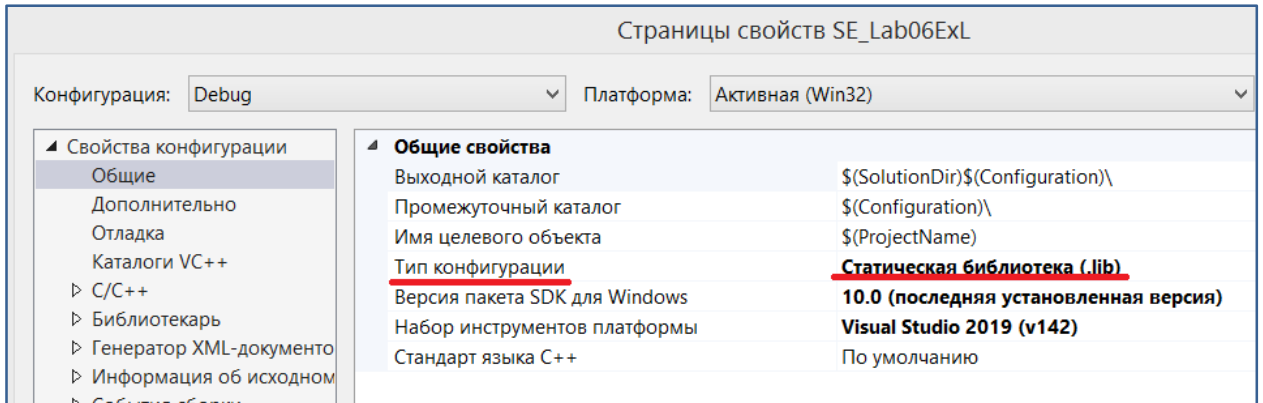 Страницы свойств SE_Lab06ExL
Конфигурация: Debug Платформа: Активная (Win32)
Свойства конфигурации
Общие
Дополнительно
Отладка
Каталоги VC++
C/C++
Библиотекарь
Генератор XML-документо
Информация об исходном
События сборки
Общие свойства
Выходной каталог $(SolutionDir)$(Configuration)\
Промежуточный каталог $(Configuration)\
Имя целевого объекта $(ProjectName)
Тип конфигурации Статическая библиотека (.lib)
Версия пакета SDK для Windows 10.0 (последняя установленная версия)
Набор инструментов платформы Visual Studio 2019 (v142)
Стандарт языка C++ По умолчанию